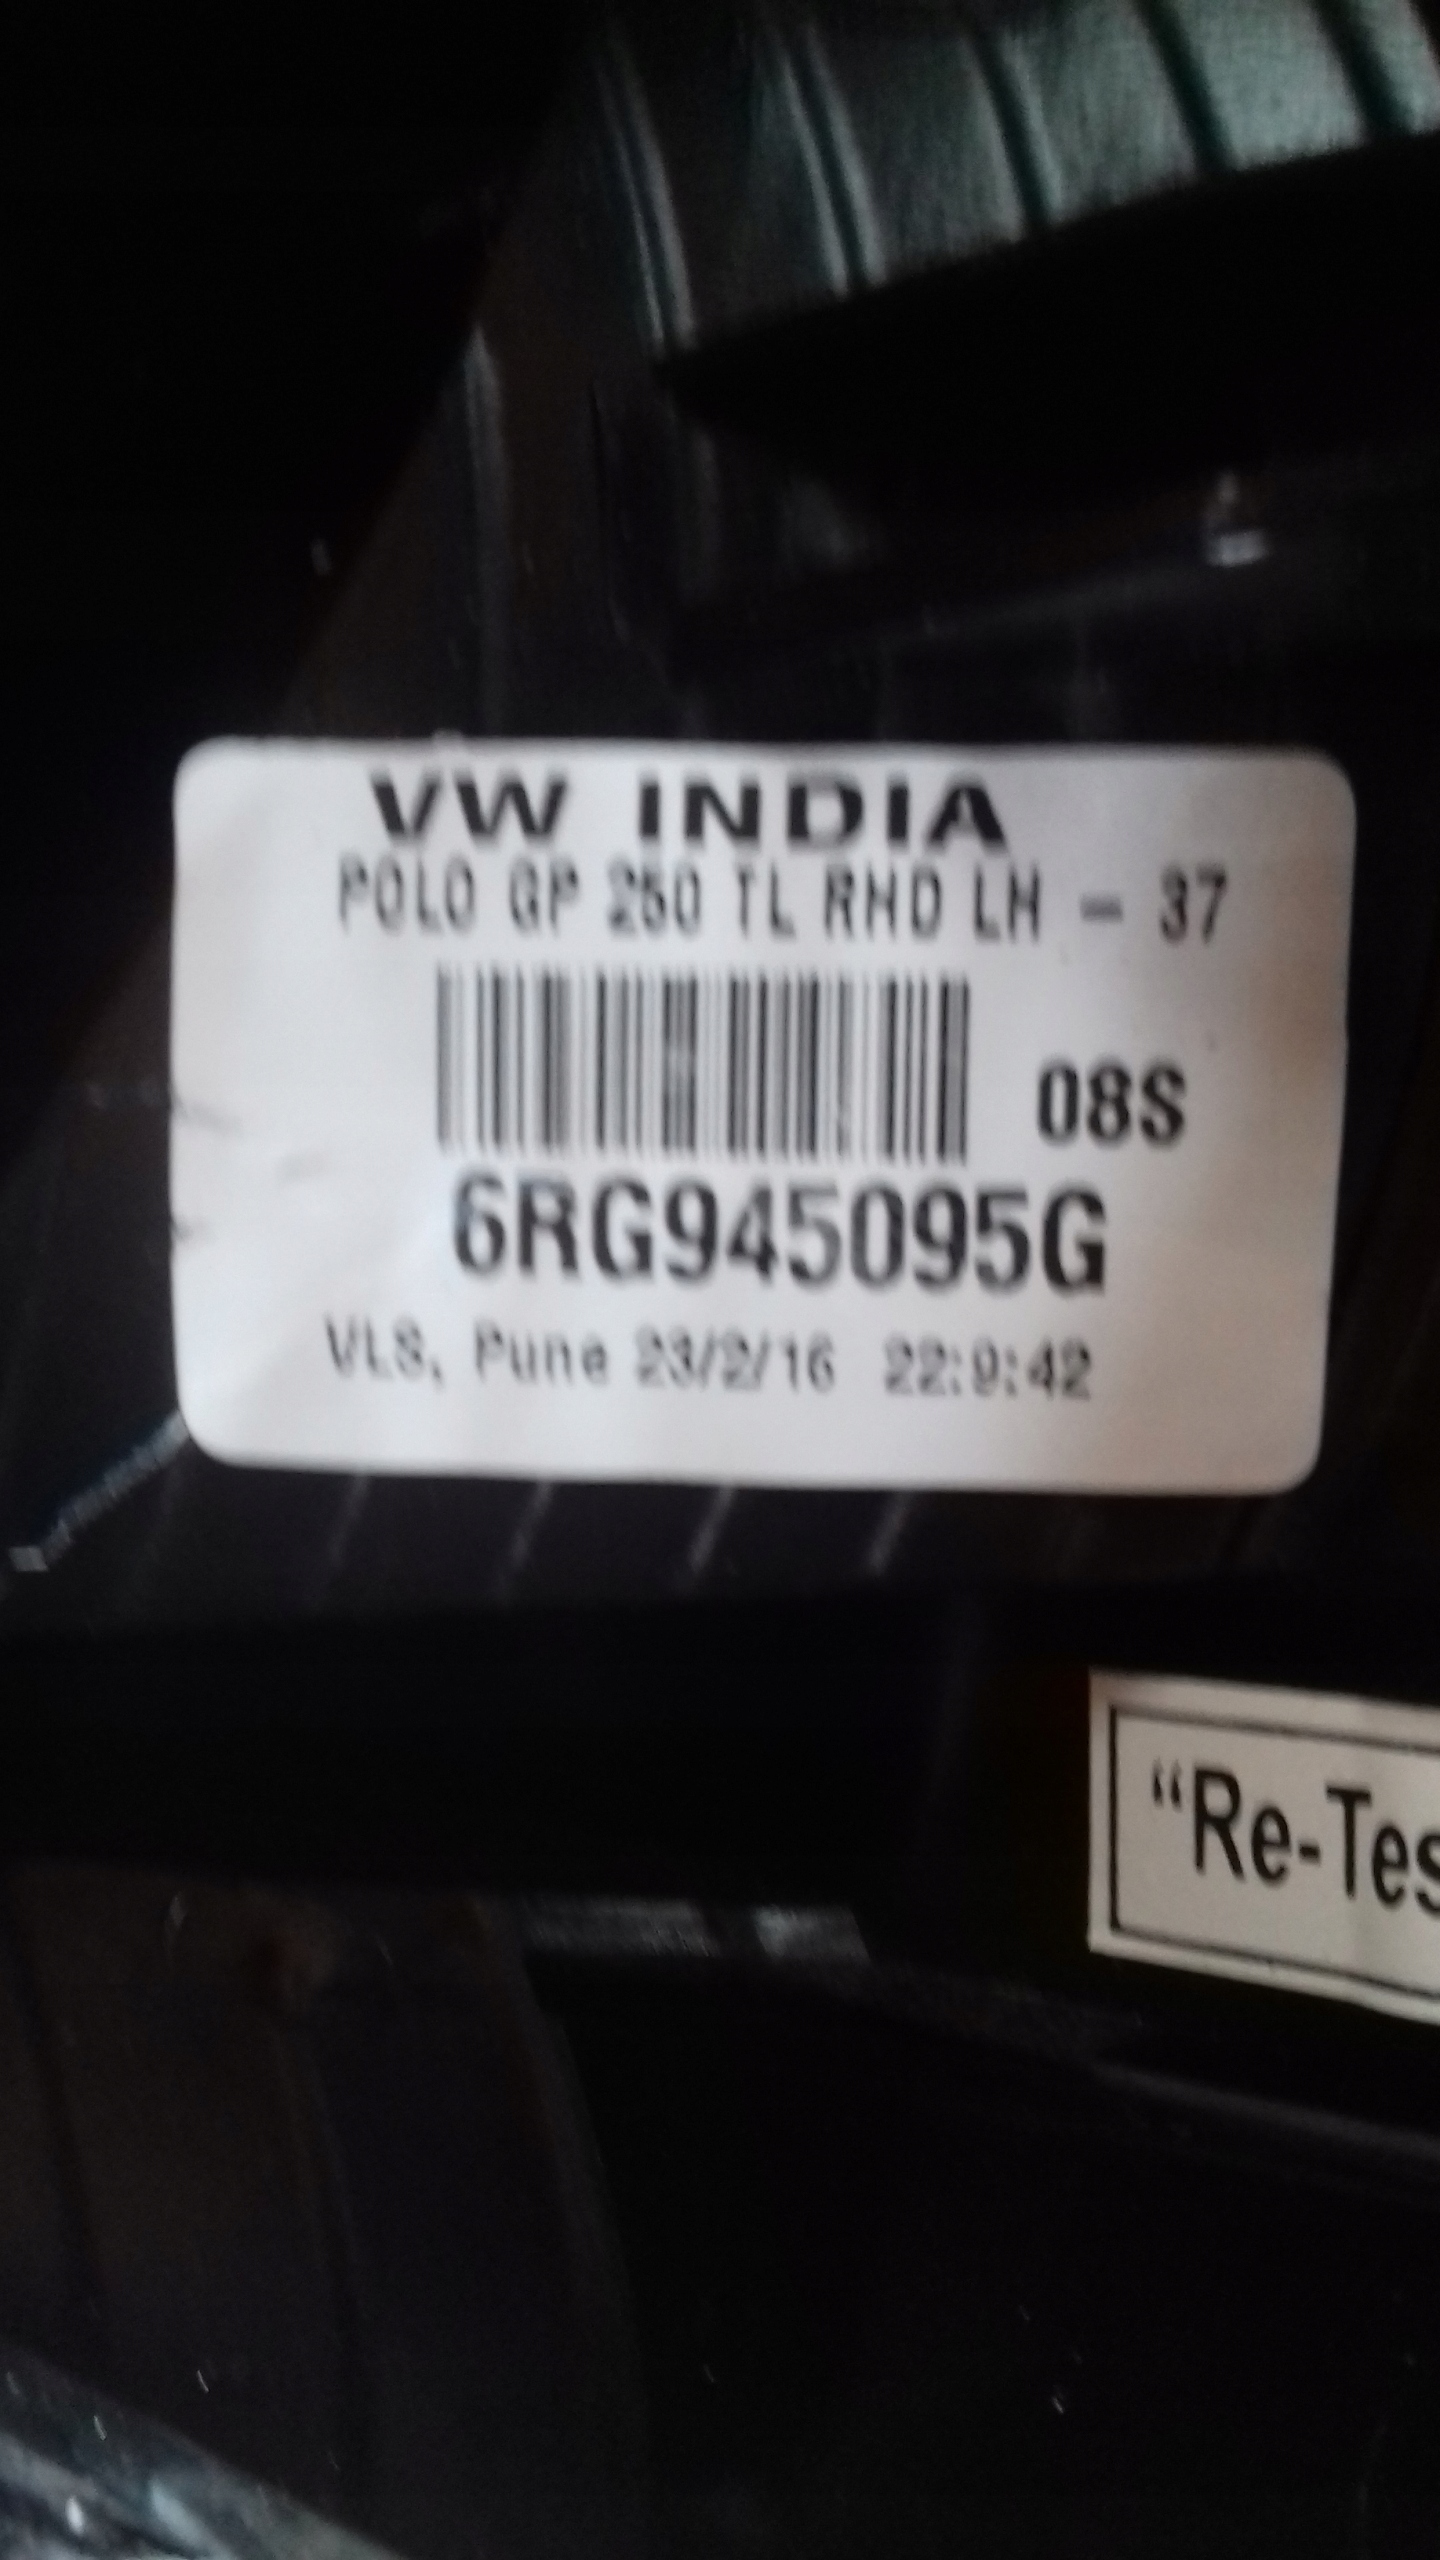 VW INDIA
POLO GP 250 TL RHD LH - 37
08S
6RG945095G
VLS, Pune 23/2/16 22:9:42
“Re-Tes